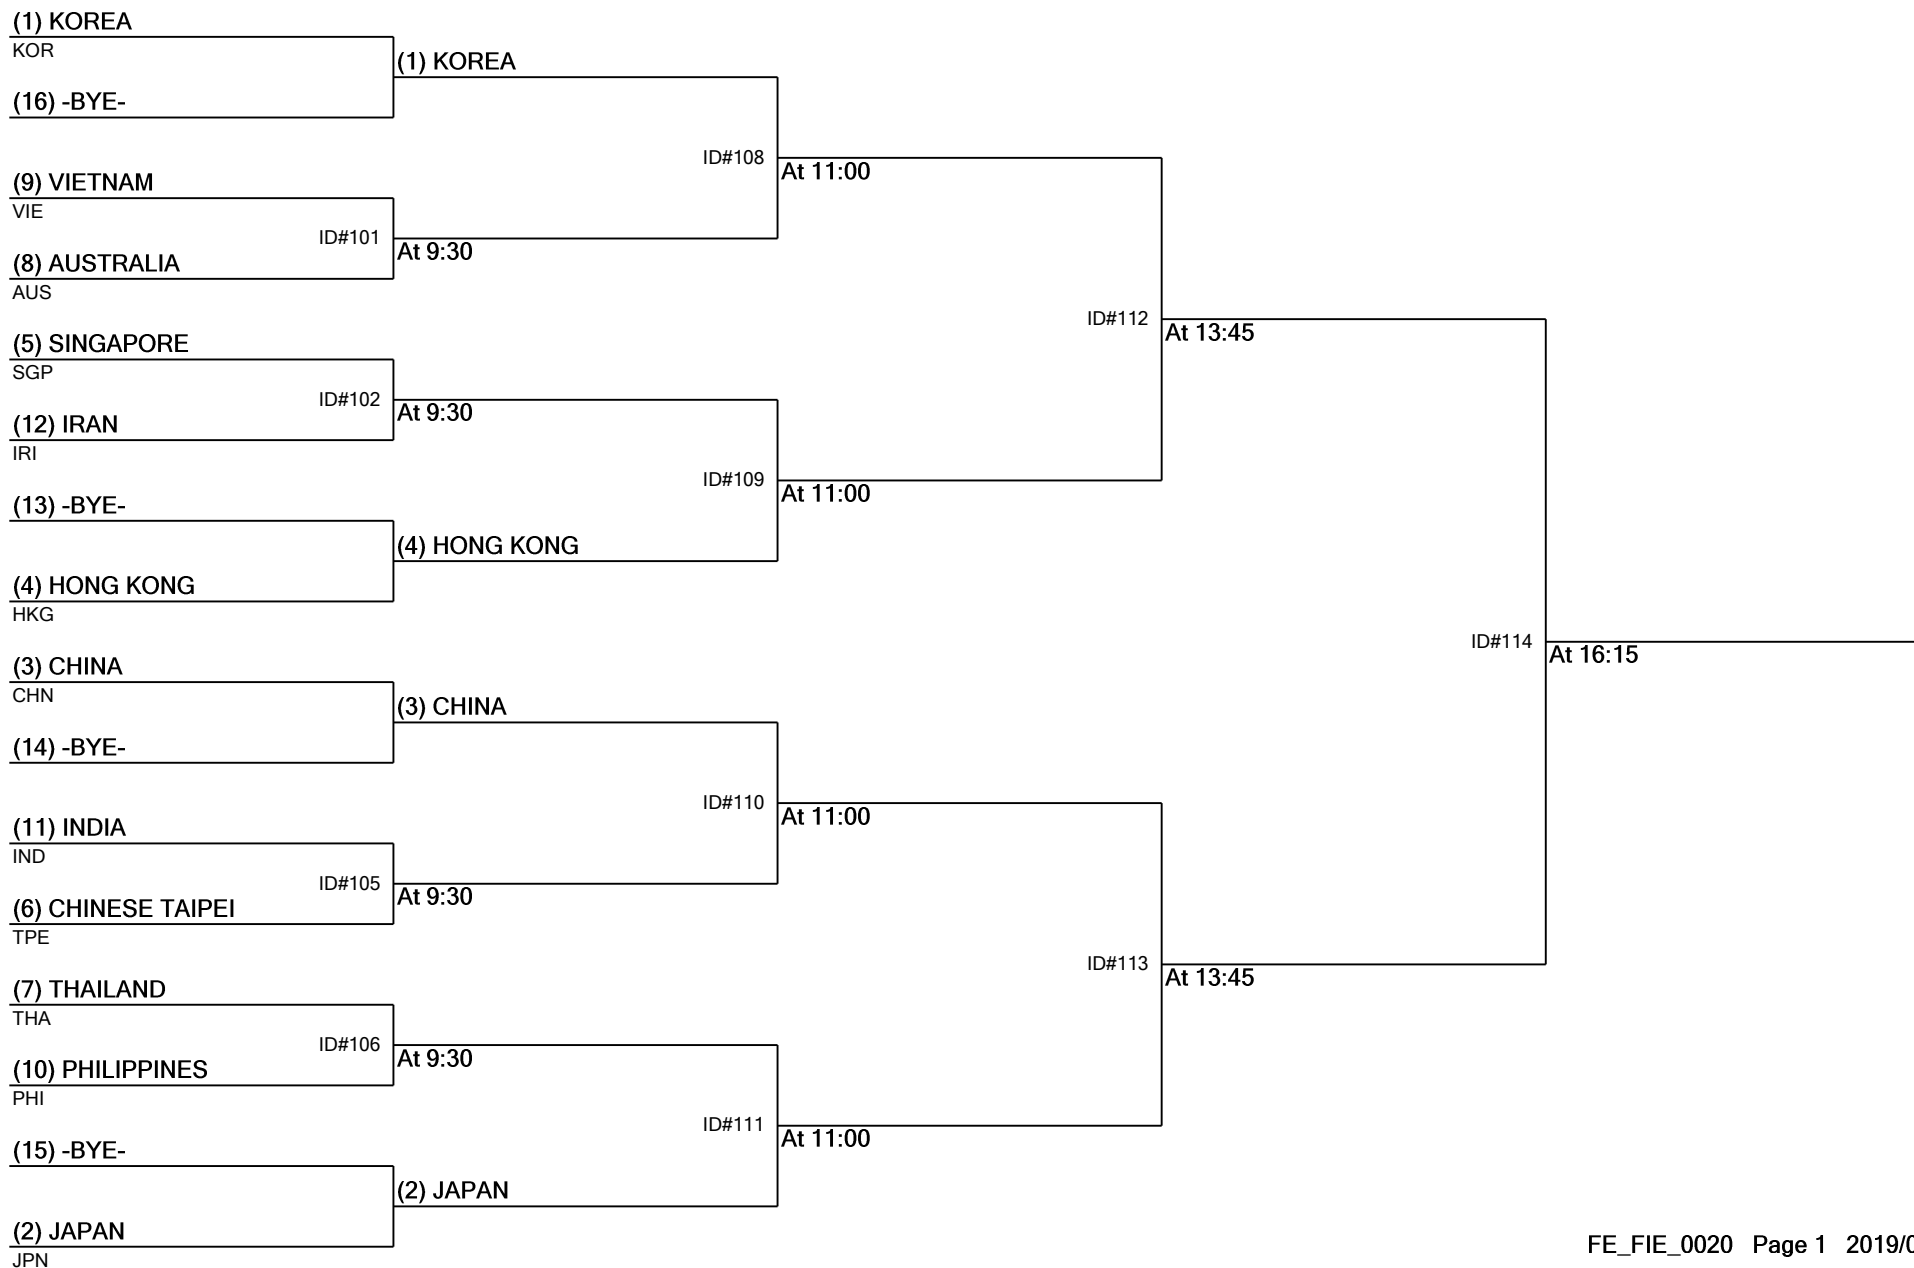 (1) KOREA
KOR
(1) KOREA
(16) -BYE-
ID#108
At 11:00
(9) VIETNAM
VIE
ID#101
At 9:30
(8) AUSTRALIA
AUS
ID#112
At 13:45
(5) SINGAPORE
SGP
ID#102
At 9:30
(12) IRAN
IRI
ID#109
At 11:00
(13) -BYE-
(4) HONG KONG
(4) HONG KONG
HKG
ID#114
At 16:15
(3) CHINA
CHN
(3) CHINA
(14) -BYE-
ID#110
At 11:00
(11) INDIA
IND
ID#105
At 9:30
(6) CHINESE TAIPEI
TPE
ID#113
At 13:45
(7) THAILAND
THA
ID#106
At 9:30
(10) PHILIPPINES
PHI
ID#111
At 11:00
(15) -BYE-
(2) JAPAN
(2) JAPAN
JPN
FE_FIE_0020 Page 1 2019/0